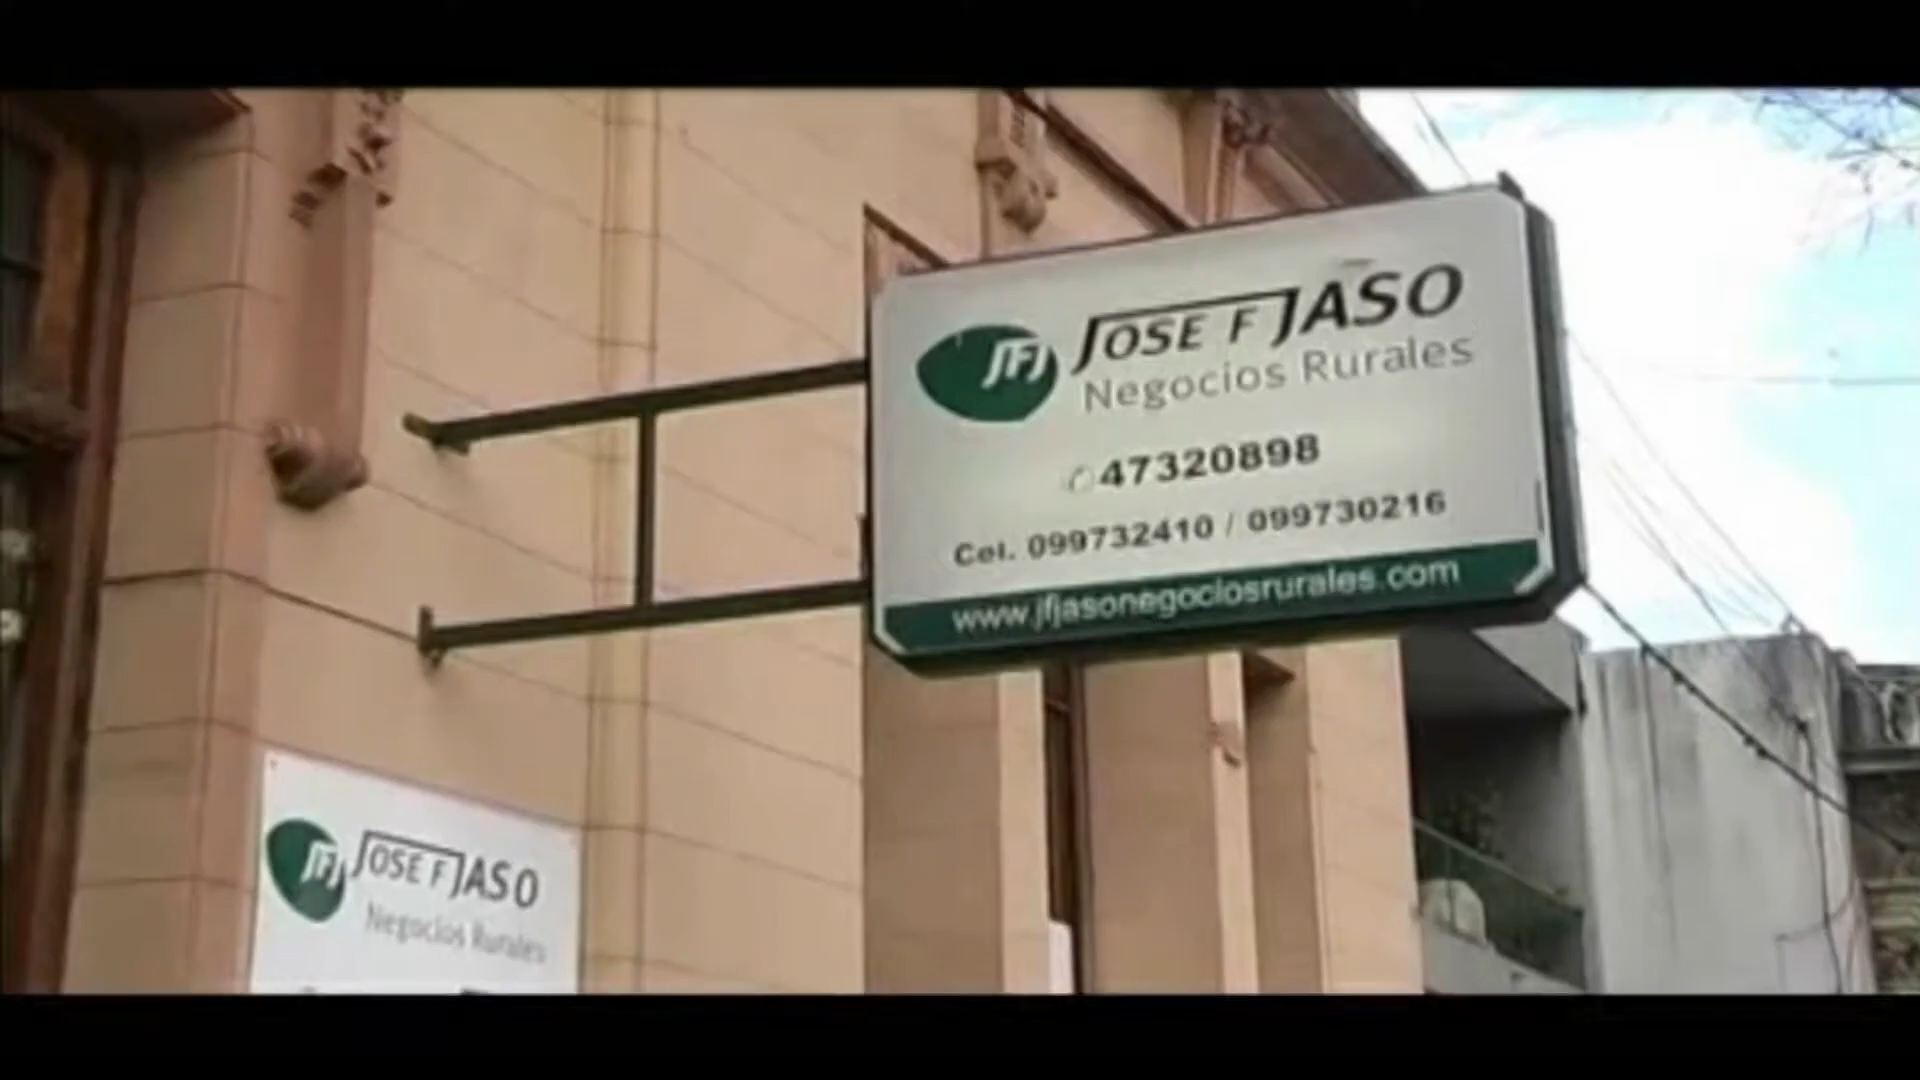 JFJ JOSE F JASO
Negocios Rurales
47320898
Cel. 099732410 / 099730216
www.jfjasonegociosrurales.com
JFJ JOSE F JASO
Negocios Rurales